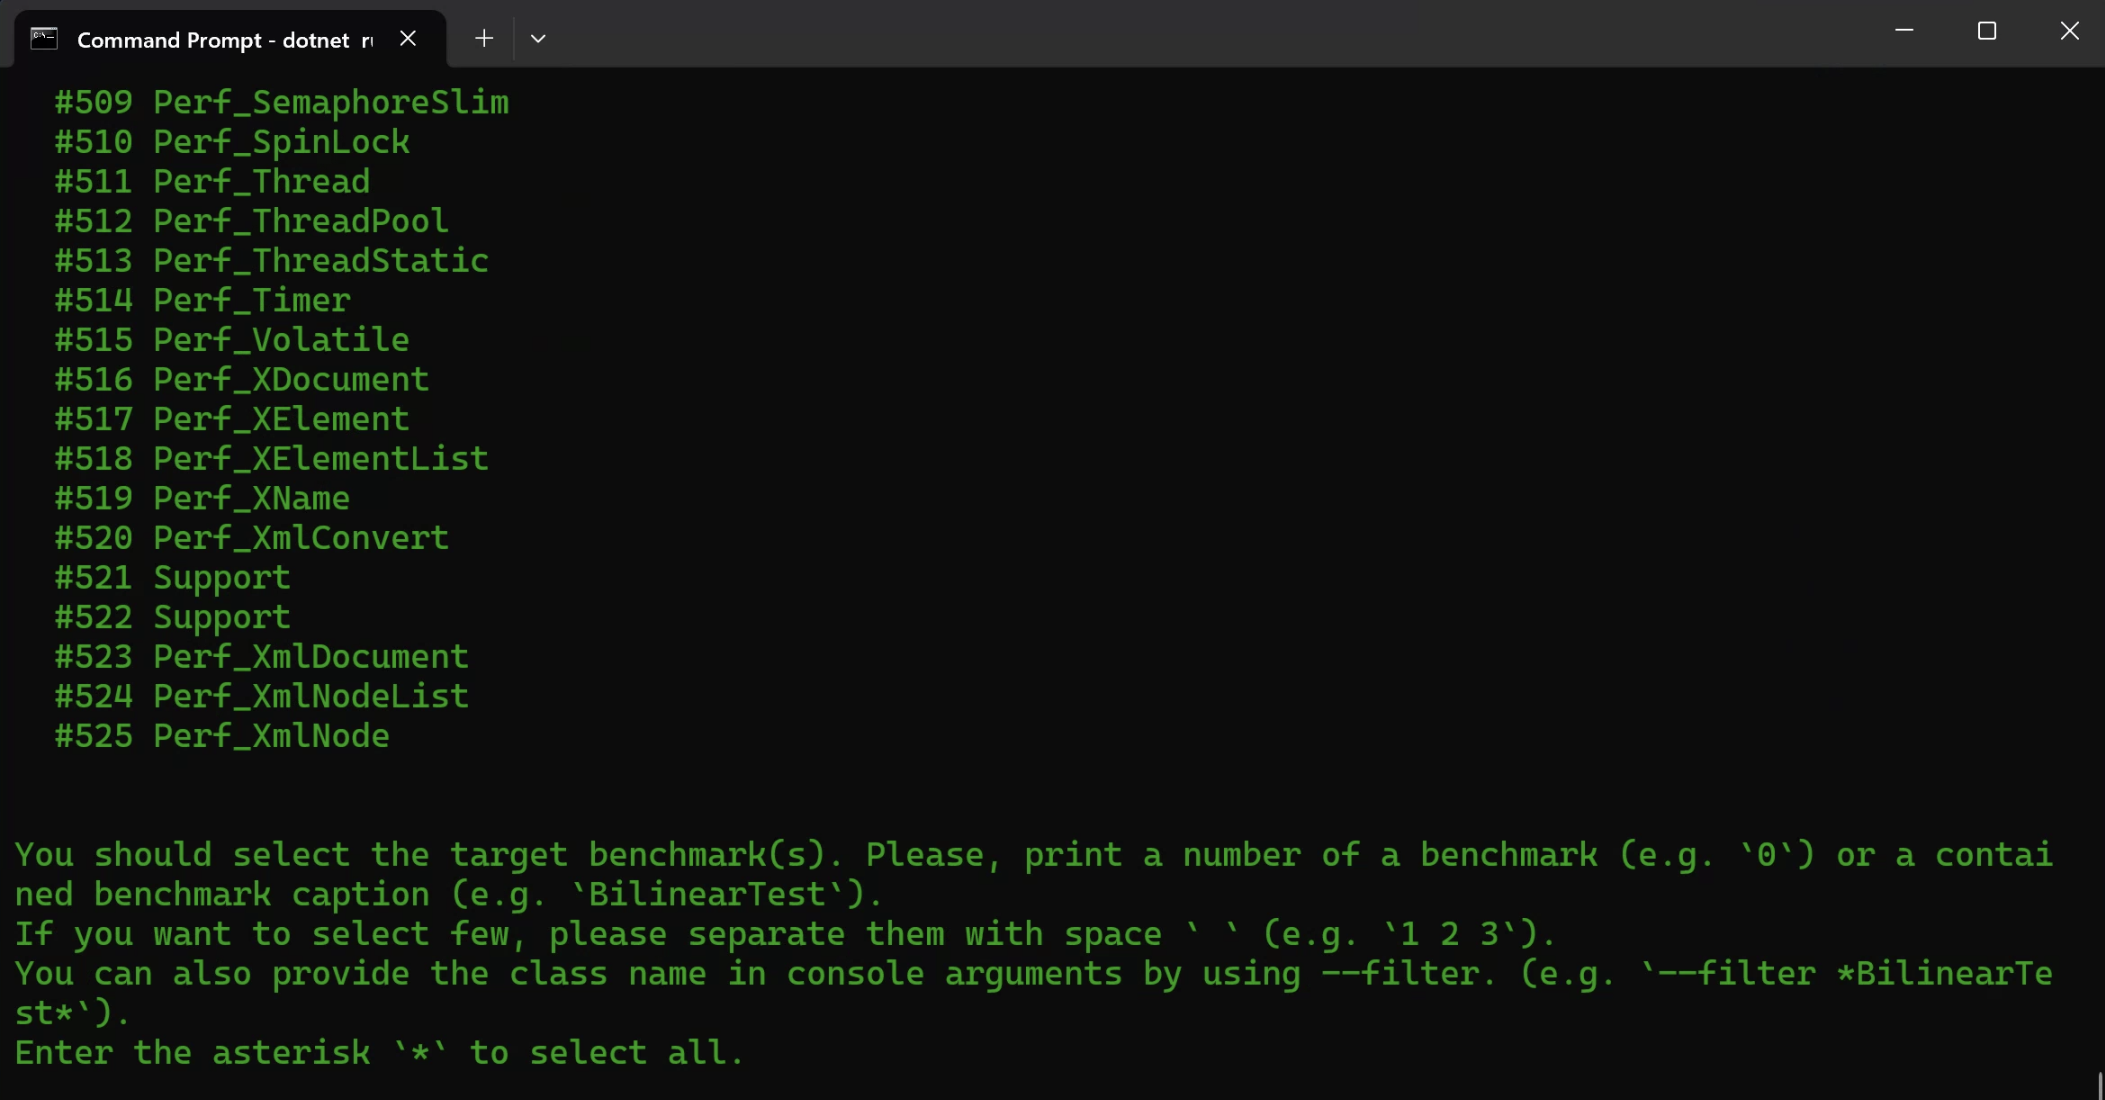 Command Prompt - dotnet
#509 Perf_SemaphoreSlim
#510 Perf_SpinLock
#511 Perf_Thread
#512 Perf_ThreadPool
#513 Perf_ThreadStatic
#514 Perf_Timer
#515 Perf_Volatile
#516 Perf_XDocument
#517 Perf_XElement
#518 Perf_XElementList
#519 Perf_XName
#520 Perf_XmlConvert
#521 Support
#522 Support
#523 Perf_XmlDocument
#524 Perf_XmlNodeList
#525 Perf_XmlNode
You should select the target benchmark(s). Please, print a number of a benchmark (e.g. `0`) or a contai
ned benchmark caption (e.g. `BilinearTest`).
If you want to select few, please separate them with space ` ` (e.g. `1 2 3`).
You can also provide the class name in console arguments by using --filter. (e.g. `--filter *BilinearTe
st*`).
Enter the asterisk `*` to select all.